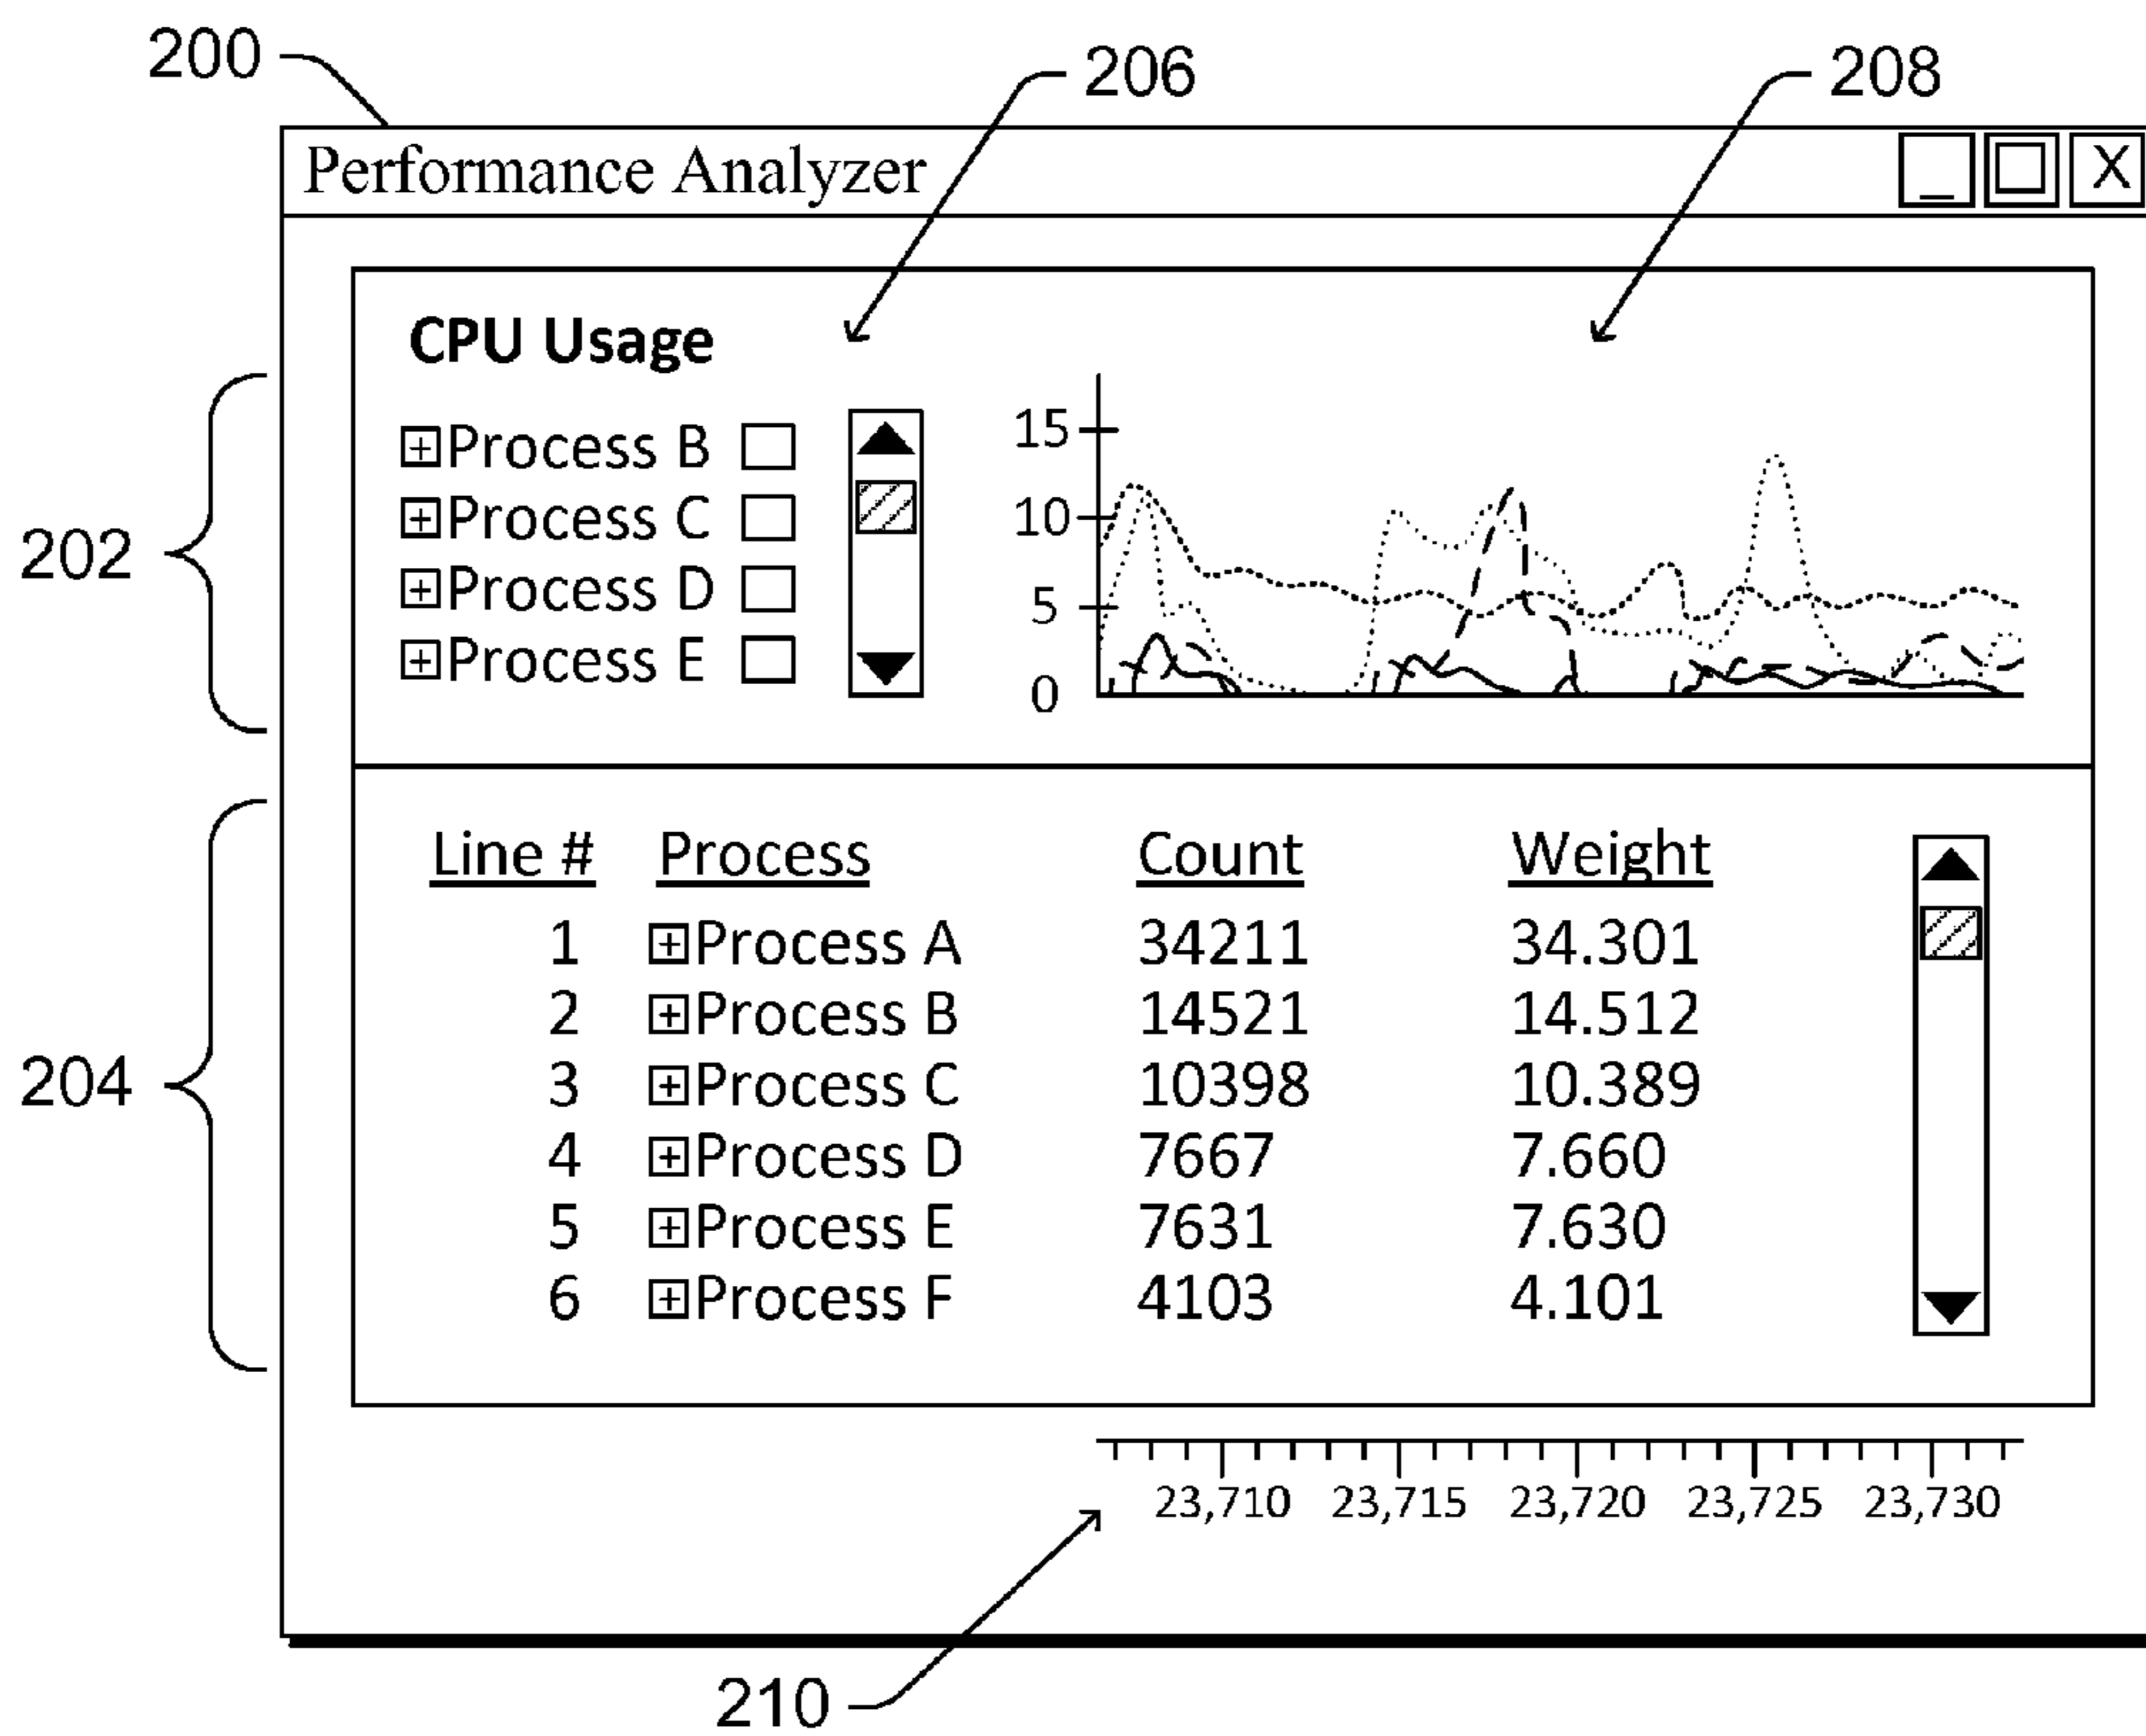 200
206
208
Performance Analyzer
_
X
CPU Usage
Process B
Process C
Process D
Process E
15
10
5
0
202
Line # Process Count Weight
1 Process A 34211 34.301
2 Process B 14521 14.512
3 Process C 10398 10.389
4 Process D 7667 7.660
5 Process E 7631 7.630
6 Process F 4103 4.101
204
23,710 23,715 23,720 23,725 23,730
210